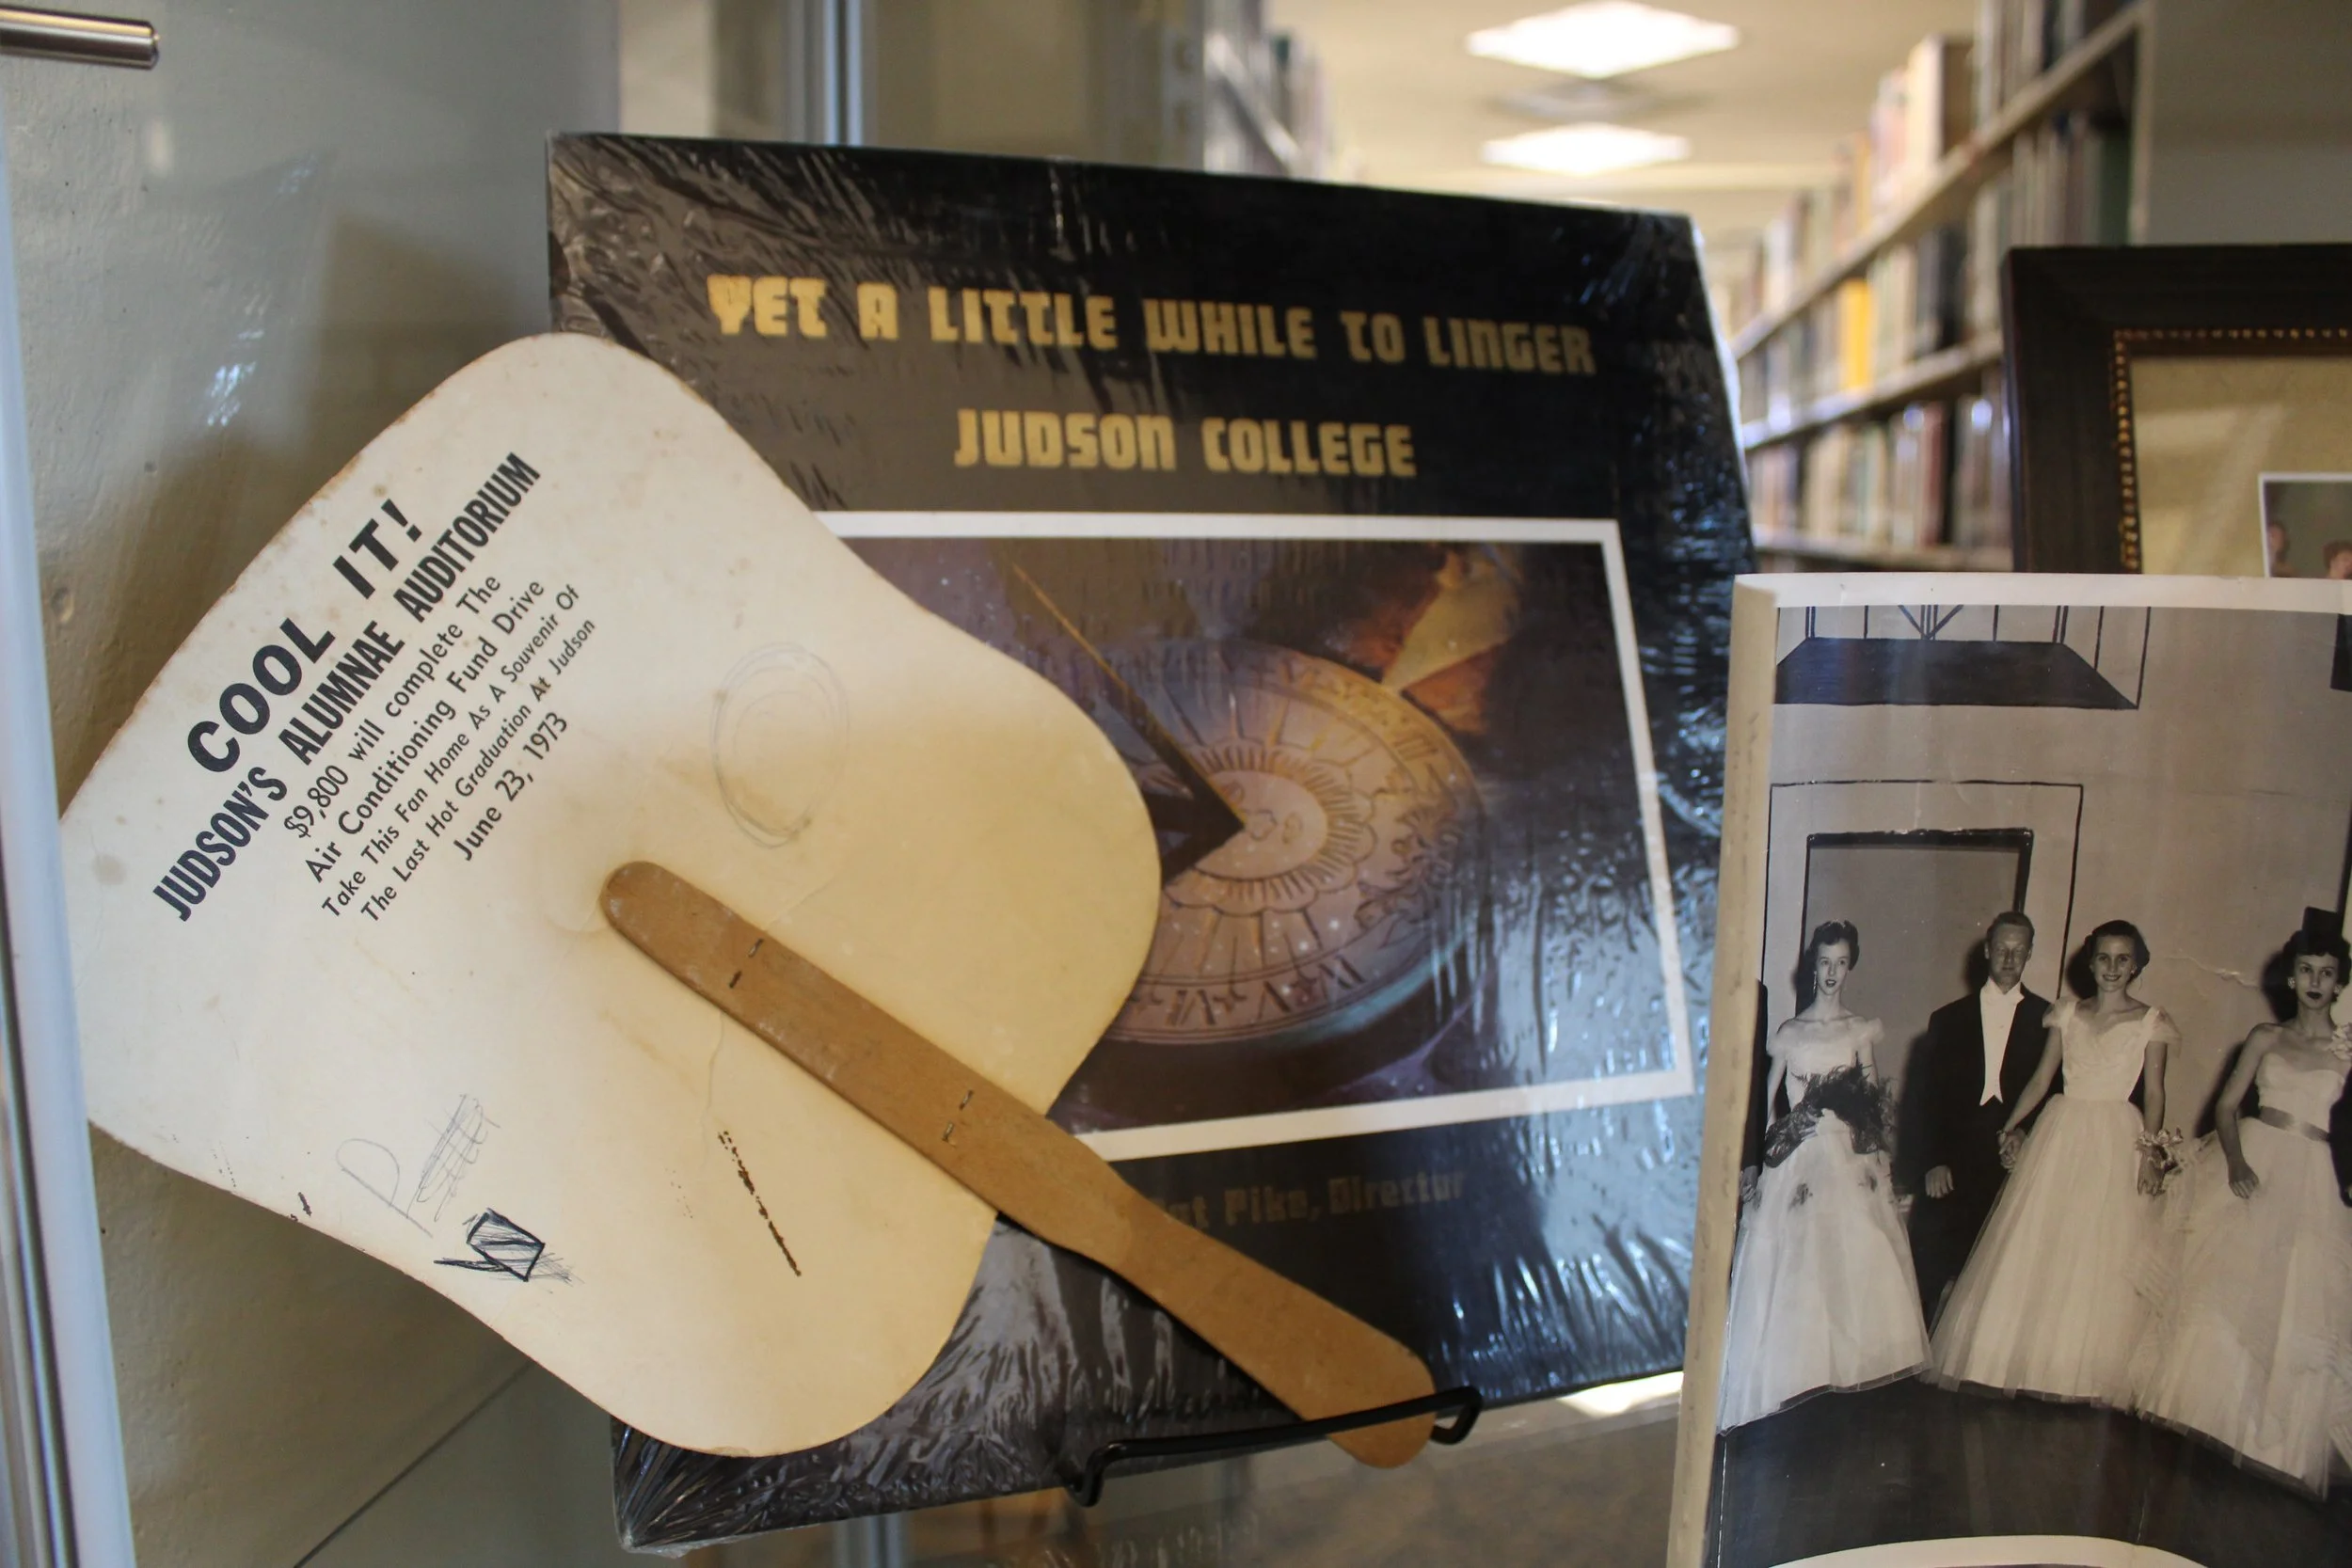 COOL IT!
JUDSON'S ALUMNAE AUDITORIUM
$9,800 will complete The
Air Conditioning Fund Drive
Take This Fan Home As A Souvenir Of
The Last Hot Graduation At Judson
June 23, 1973
YET A LITTLE WHILE TO LINGER
JUDSON COLLEGE
Pike, Director